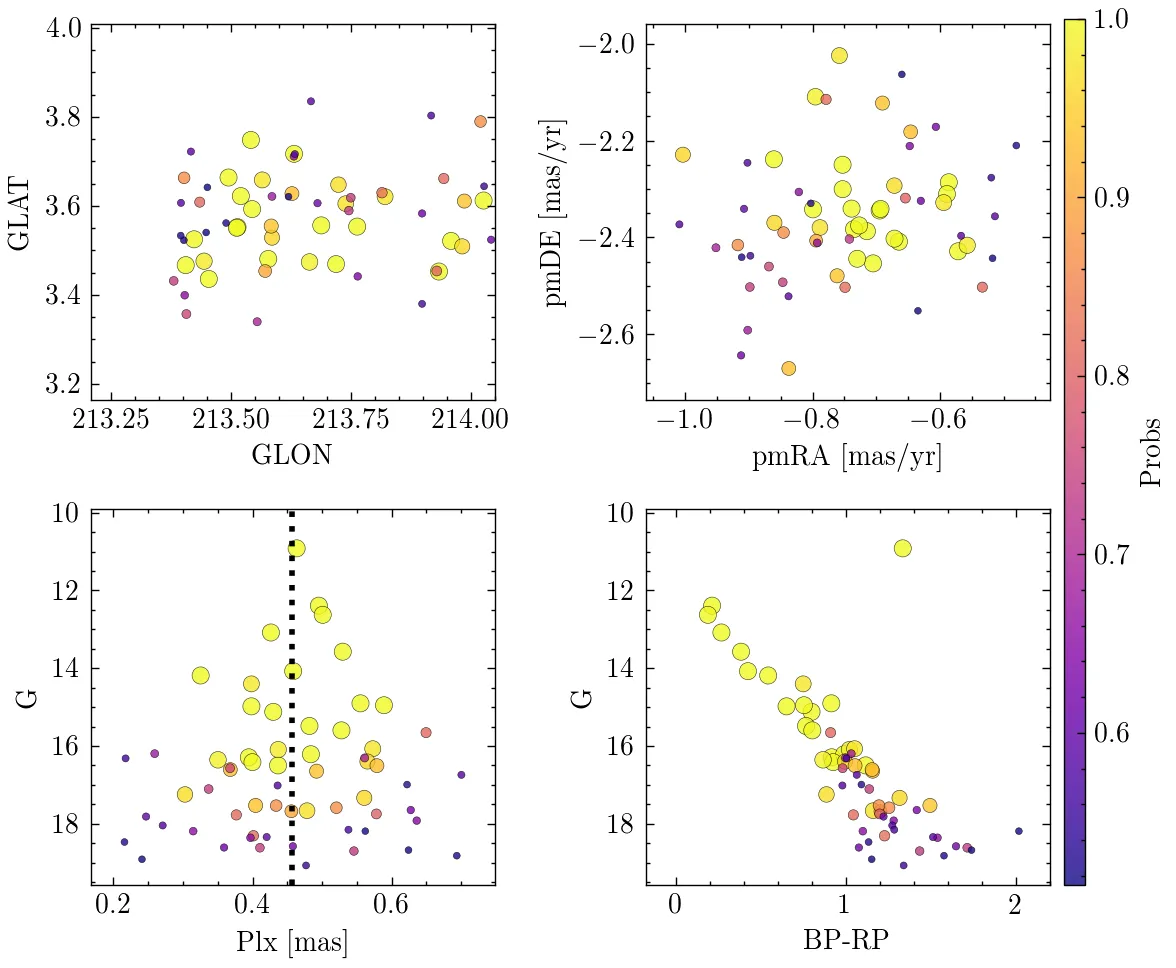 4.0
3.8
3.6
3.4
3.2
GLAT
213.25 213.50 213.75 214.00
GLON
−2.0
−2.2
−2.4
−2.6
pmDE [mas/yr]
−1.0 −0.8 −0.6
pmRA [mas/yr]
10
12
14
16
18
G
0.2 0.4 0.6
Plx [mas]
10
12
14
16
18
G
0 1 2
BP-RP
1.0
0.9
0.8
0.7
0.6
Probs